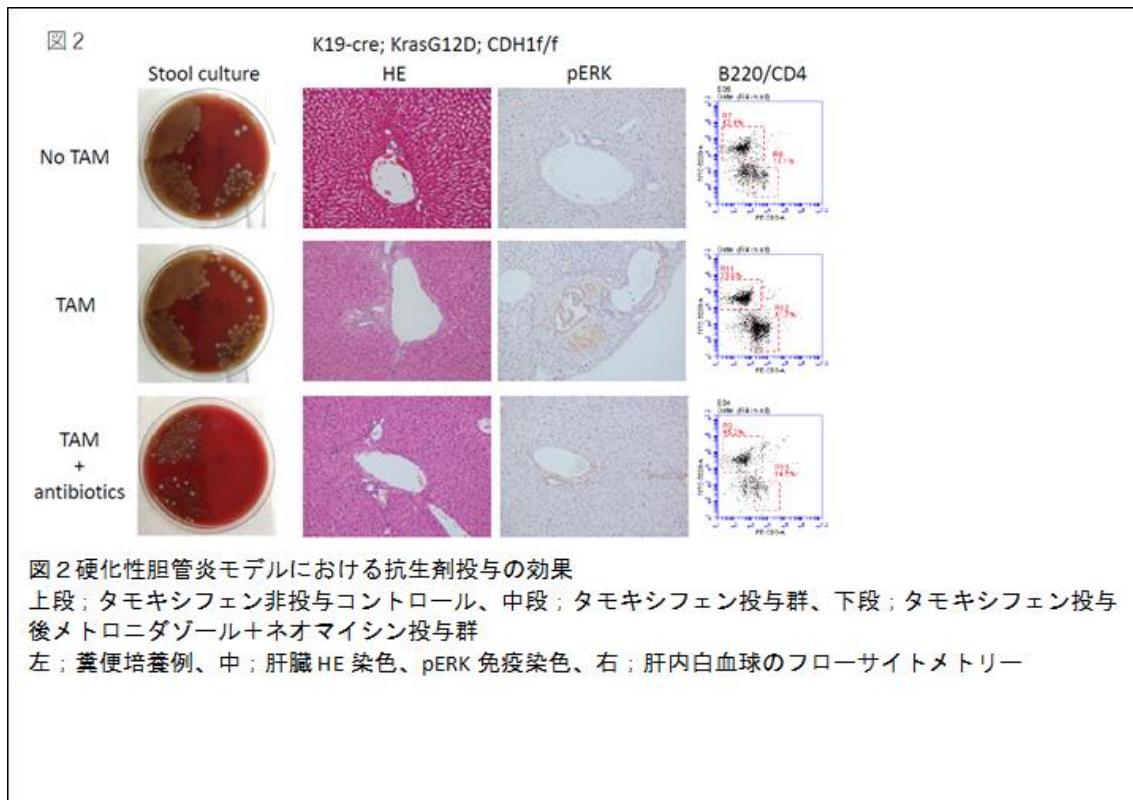 図2
K19-cre; KrasG12D; CDH1f/f
Stool culture
HE
pERK
B220/CD4
No TAM
TAM
TAM
+
antibiotics
図2 硬化性胆管炎モデルにおける抗生剤投与の効果
上段；タモキシフェン非投与コントロール、中段；タモキシフェン投与群、下段；タモキシフェン投与
後メトロニダゾール＋ネオマイシン投与群
左；糞便培養例、中；肝臓 HE 染色、pERK 免疫染色、右；肝内白血球のフローサイトメトリー